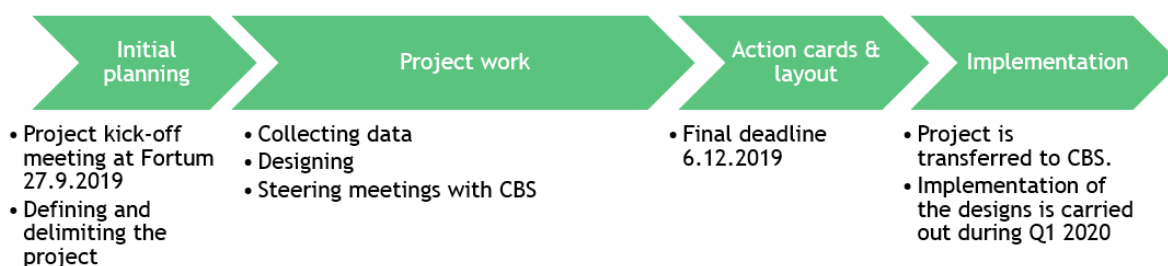 Initial
planning
Project work
Action cards &
layout
Implementation
• Project kick-off
meeting at Fortum
27.9.2019
• Defining and
delimiting the
project
• Collecting data
• Designing
• Steering meetings with CBS
• Final deadline
6.12.2019
• Project is
transferred to CBS.
• Implementation of
the designs is carried
out during Q1 2020